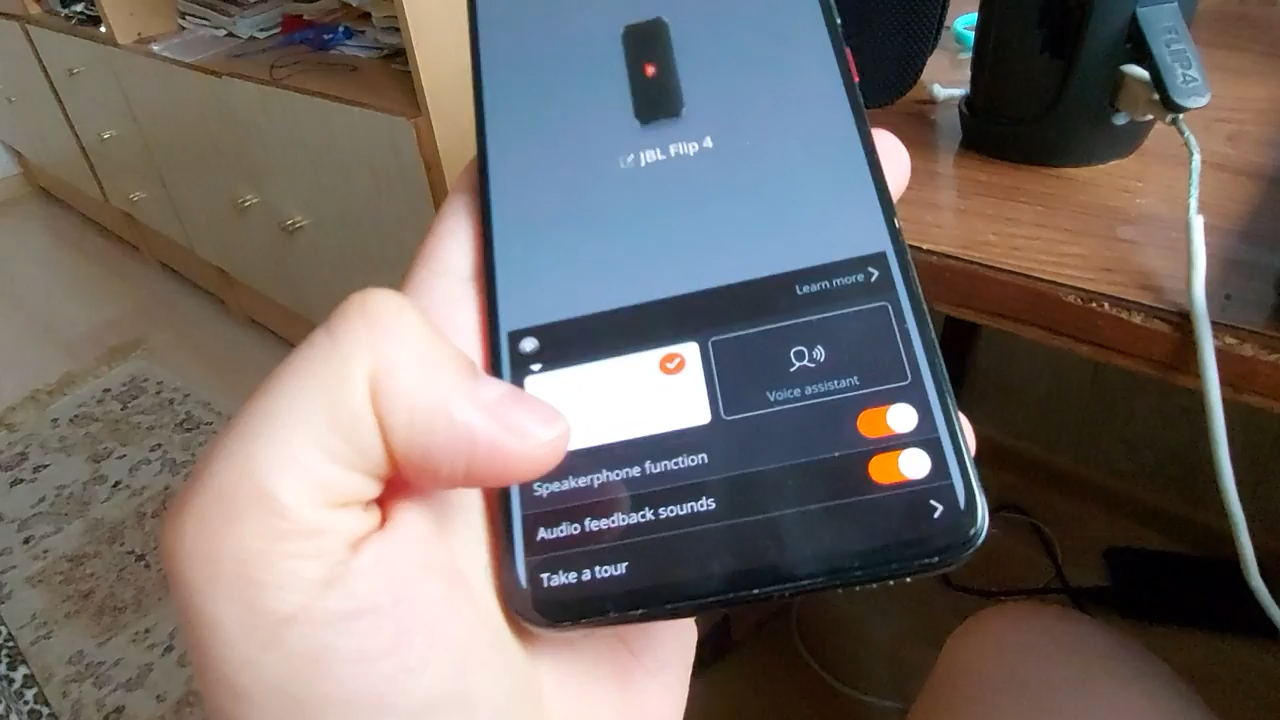 JBL Flip 4
Learn more
Voice assistant
Speakerphone function
Audio feedback sounds
Take a tour
FLIP4